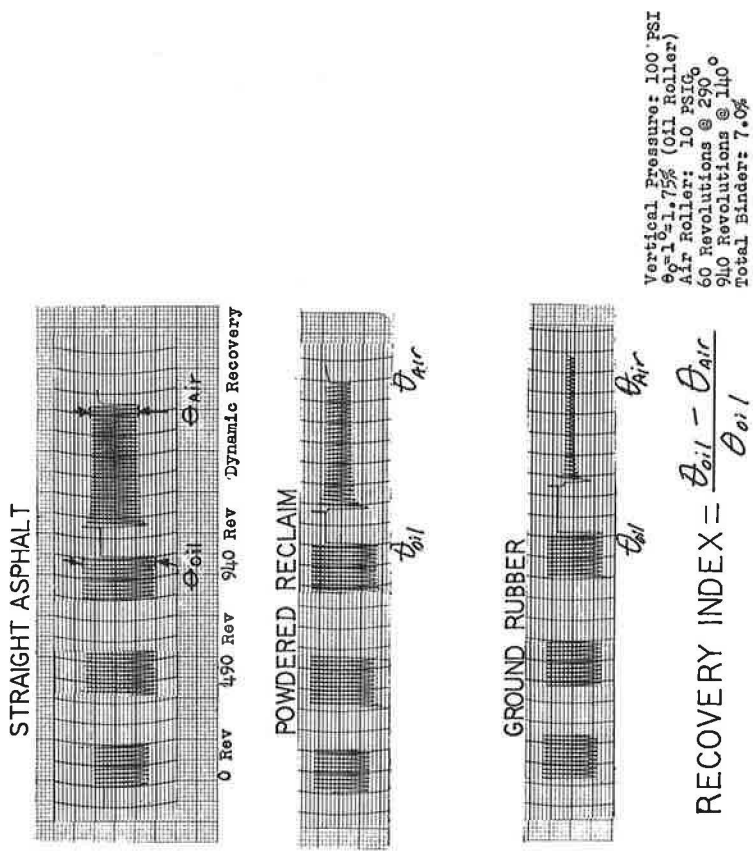 STRAIGHT ASPHALT
θoil
θAir
0 Rev 490 Rev 940 Rev Dynamic Recovery
POWDERED RECLAIM
θoil
θAir
GROUND RUBBER
θoil
θAir
RECOVERY INDEX = θoil - θAir
θoil
Vertical Pressure: 100 PSI
θo=1°=1.75% (Oil Roller)
Air Roller: 10 PSIG
60 Revolutions @ 290°
940 Revolutions @ 140°
Total Binder: 7.0%